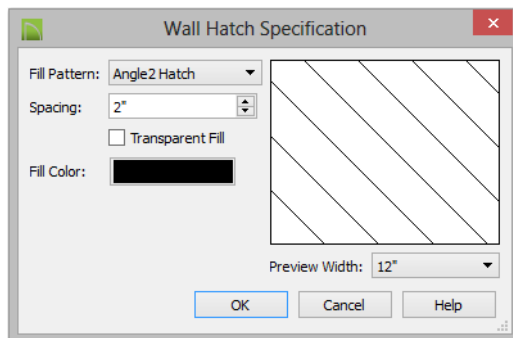 Wall Hatch Specification
Fill Pattern: Angle2 Hatch
Spacing: 2"
Transparent Fill
Fill Color:
Preview Width: 12"
OK Cancel Help